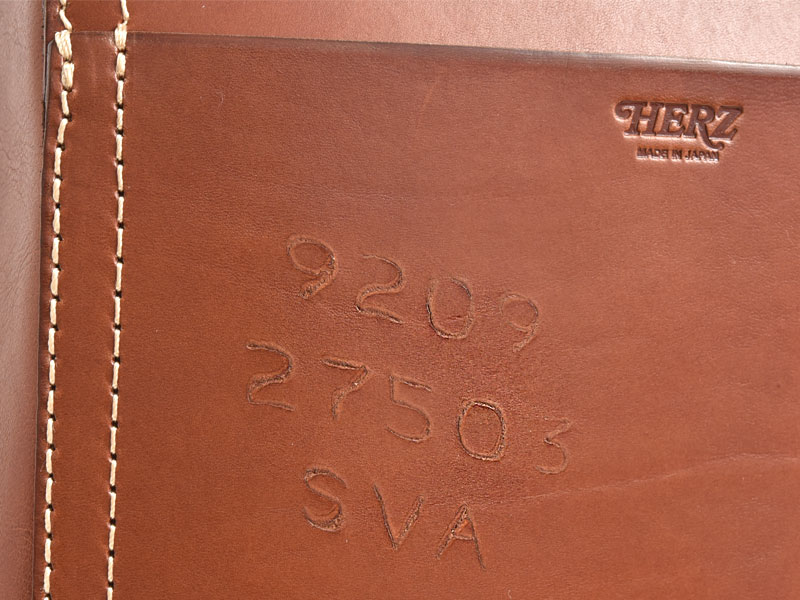 HERZ
MADE IN JAPAN
9209
27503
SVA